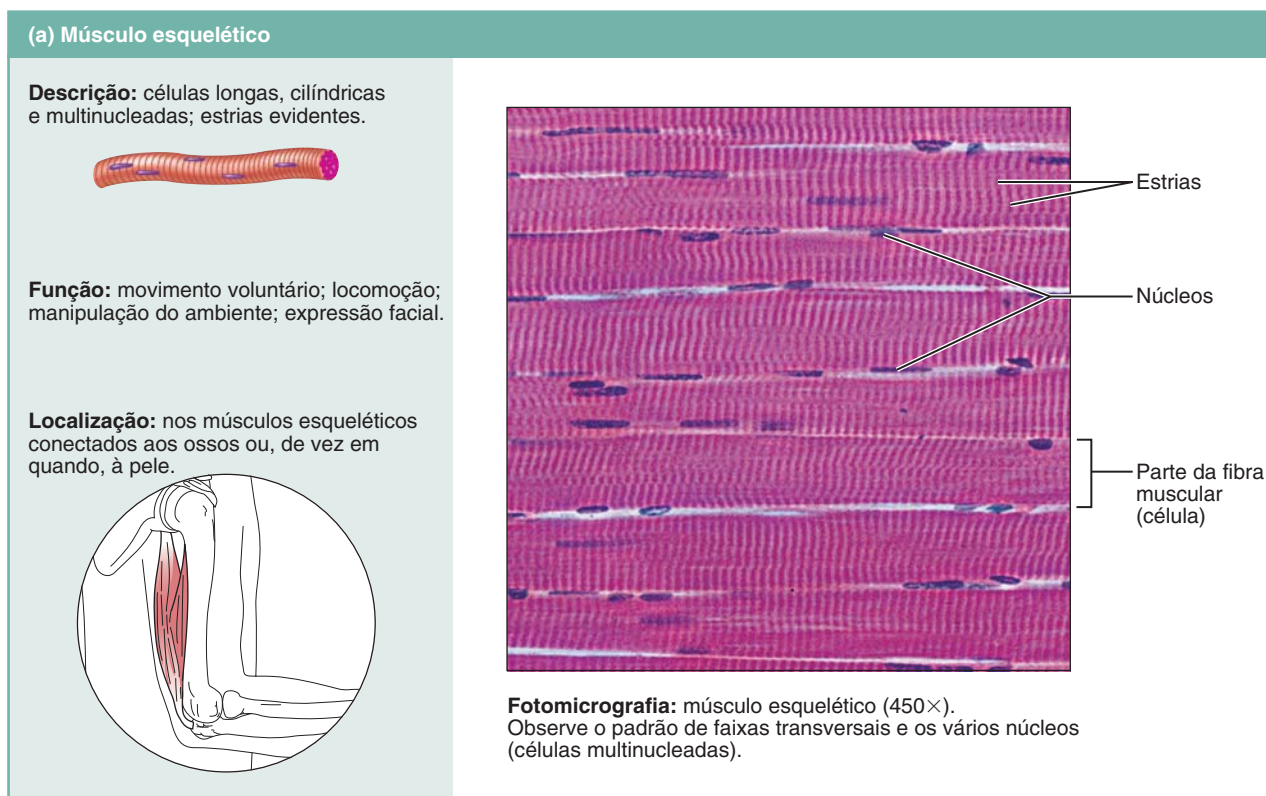 (a) Músculo esquelético
Descrição: células longas, cilíndricas
e multinucleadas; estrias evidentes.
Função: movimento voluntário; locomoção;
manipulação do ambiente; expressão facial.
Localização: nos músculos esqueléticos
conectados aos ossos ou, de vez em
quando, à pele.
Estrias
Núcleos
Parte da fibra
muscular
(célula)
Fotomicrografia: músculo esquelético (450×).
Observe o padrão de faixas transversais e os vários núcleos
(células multinucleadas).